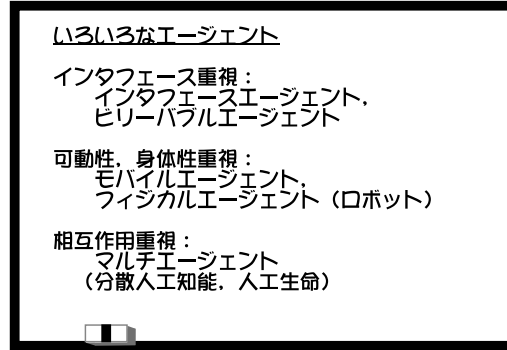 いろいろなエージェント
インタフェース重視：
インタフェースエージェント，
ビリーバブルエージェント
可動性，身体性重視：
モバイルエージェント，
フィジカルエージェント（ロボット）
相互作用重視：
マルチエージェント
（分散人工知能，人工生命）